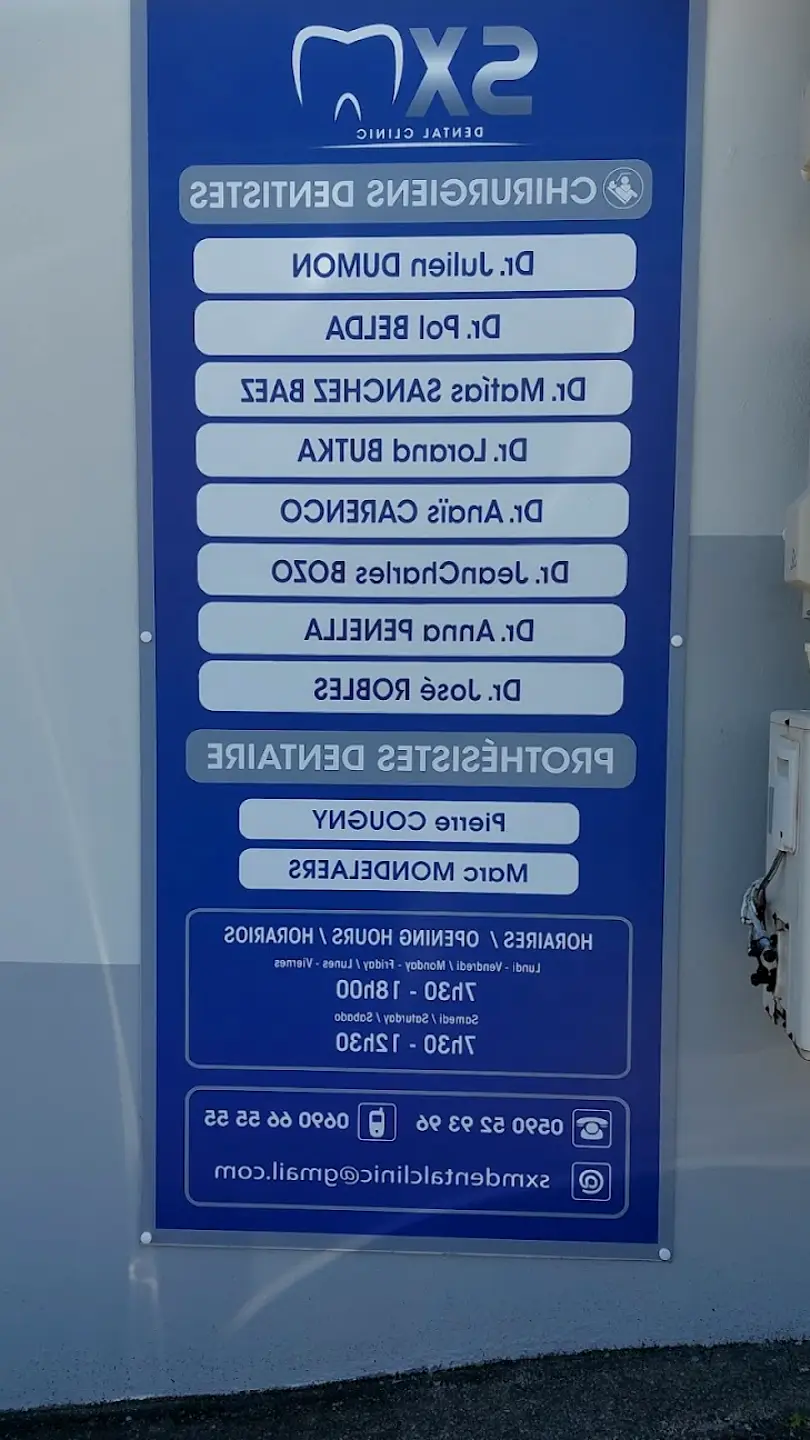 SX
DENTAL CLINIC
CHIRURGIENS DENTISTES
Dr. Julien DUMON
Dr. Pol BELDA
Dr. Matías SANCHEZ BAEZ
Dr. Lorand BUTKA
Dr. Anaïs CARENCO
Dr. JeanCharles BOZO
Dr. Anna PENELLA
Dr. José ROBLES
PROTHÉSISTES DENTAIRE
Pierre COUGNY
Marc MONDELAERS
HORAIRES / OPENING HOURS / HORARIOS
Lundi - Vendredi / Monday - Friday / Lunes - Viernes
7h30 - 18h00
Samedi / Saturday / Sabado
7h30 - 12h30
0590 52 93 96 0690 66 55 55
@ sxmdentalclinic@gmail.com